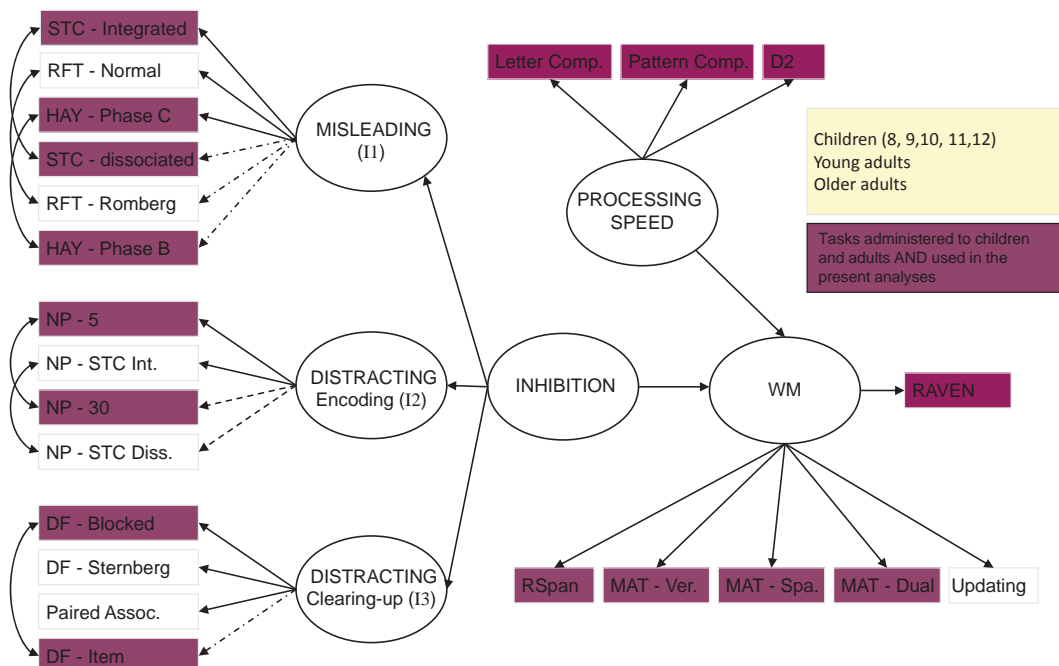 STC - Integrated
RFT - Normal
HAY - Phase C
STC - dissociated
RFT - Romberg
HAY - Phase B
MISLEADING
(I1)
Letter Comp.
Pattern Comp.
D2
PROCESSING
SPEED
Children (8, 9,10, 11,12)
Young adults
Older adults
Tasks administered to children
and adults AND used in the
present analyses
NP - 5
NP - STC Int.
NP - 30
NP - STC Diss.
DISTRACTING
Encoding (I2)
INHIBITION
WM
RAVEN
DF - Blocked
DF - Sternberg
Paired Assoc.
DF - Item
DISTRACTING
Clearing-up (I3)
RSpan
MAT - Ver.
MAT - Spa.
MAT - Dual
Updating